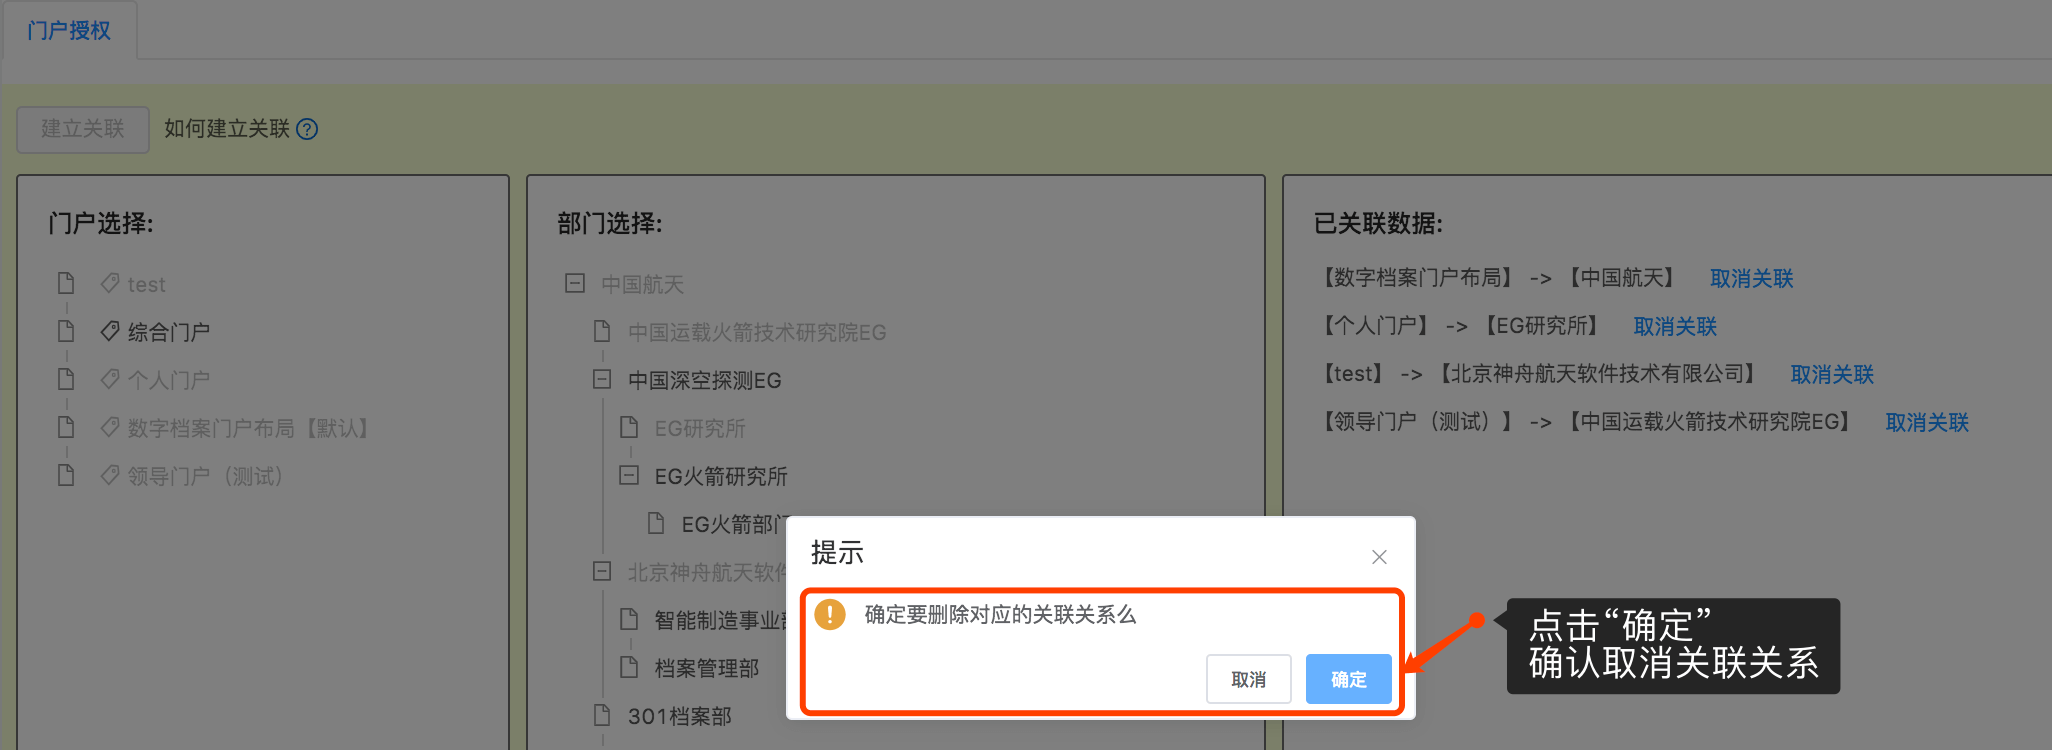 门户授权
建立关联 如何建立关联 ?
门户选择:
test
综合门户
个人门户
数字档案门户布局【默认】
领导门户（测试）
部门选择:
中国航天
中国运载火箭技术研究院EG
中国深空探测EG
EG研究所
EG火箭研究所
EG火箭部门
北京神舟航天软件
智能制造事业部
档案管理部
301档案部
已关联数据:
【数字档案门户布局】 -> 【中国航天】 取消关联
【个人门户】 -> 【EG研究所】 取消关联
【test】 -> 【北京神舟航天软件技术有限公司】 取消关联
【领导门户（测试）】 -> 【中国运载火箭技术研究院EG】 取消关联
提示
确定要删除对应的关联关系么
取消 确定
点击“确定”
确认取消关联关系